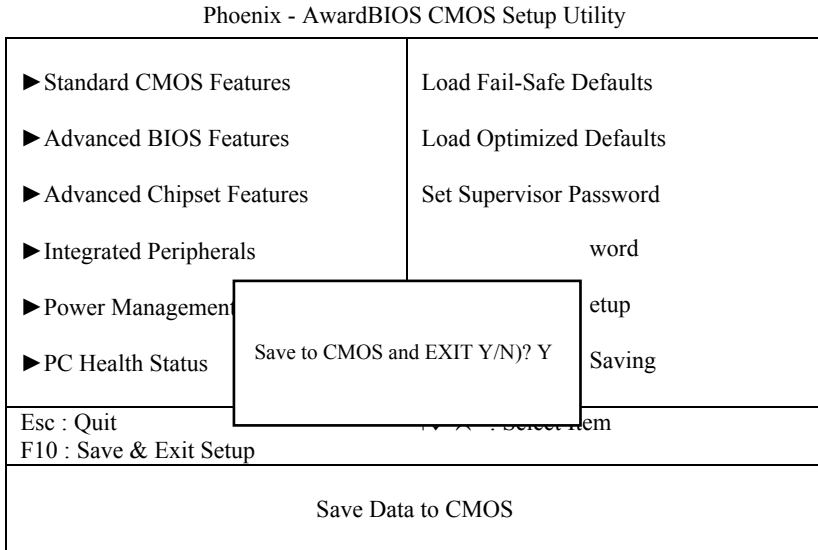 Phoenix - AwardBIOS CMOS Setup Utility
►Standard CMOS Features
►Advanced BIOS Features
►Advanced Chipset Features
►Integrated Peripherals
►Power Management
►PC Health Status
Load Fail-Safe Defaults
Load Optimized Defaults
Set Supervisor Password
word
etup
Saving
Save to CMOS and EXIT Y/N)? Y
Esc : Quit
: Select Item
F10 : Save & Exit Setup
Save Data to CMOS